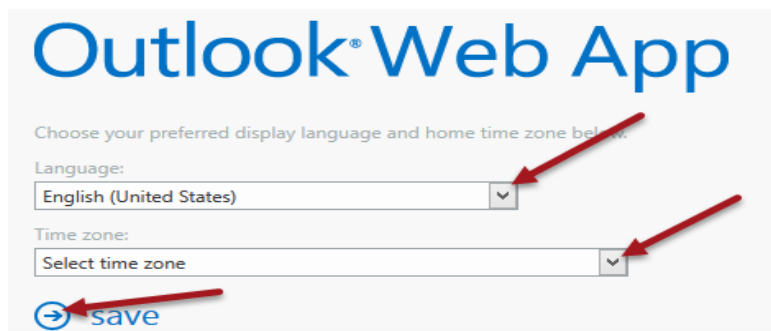 Outlook® Web App
Choose your preferred display language and home time zone below.
Language:
English (United States)
Time zone:
Select time zone
save